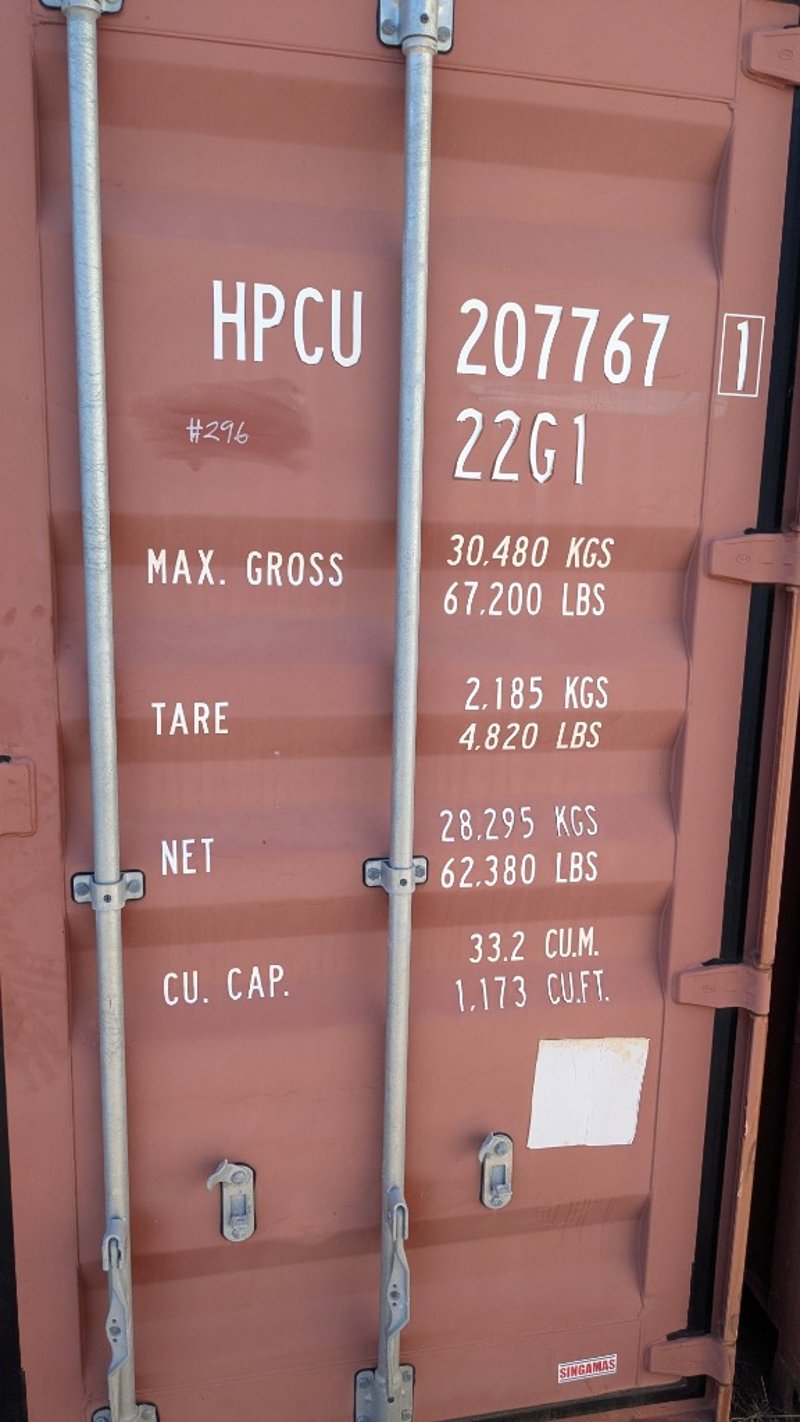 HPCU 207767 1
#296
22G1
MAX. GROSS 30.480 KGS
67.200 LBS
TARE 2.185 KGS
4.820 LBS
NET 28.295 KGS
62.380 LBS
CU. CAP. 33.2 CU.M.
1.173 CU.FT.
SINGAMAS